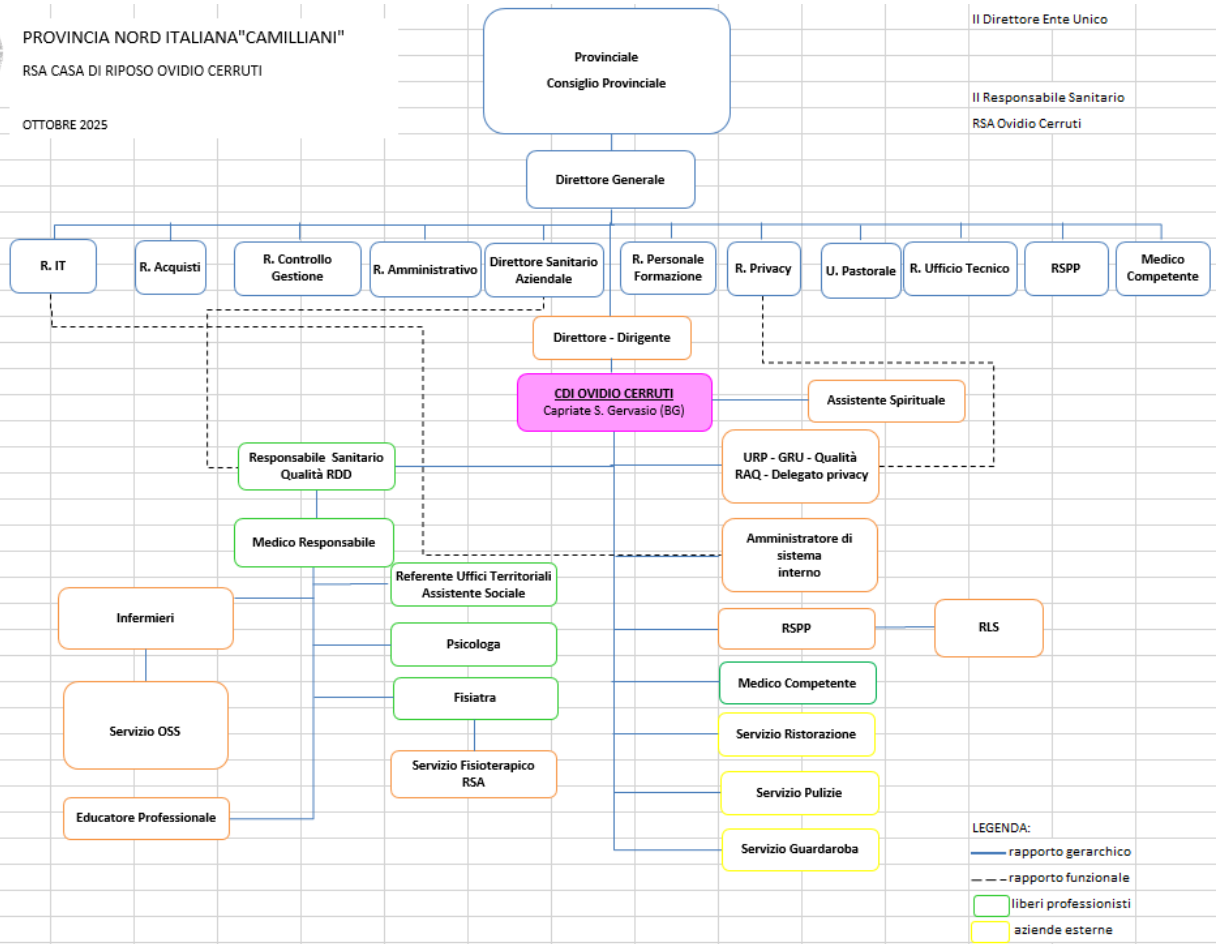 PROVINCIA NORD ITALIANA"CAMILLIANI"
RSA CASA DI RIPOSO OVIDIO CERRUTI
OTTOBRE 2025
Il Direttore Ente Unico
Il Responsabile Sanitario
RSA Ovidio Cerruti
Provinciale
Consiglio Provinciale
Direttore Generale
R. IT
R. Acquisti
R. Controllo
Gestione
R. Amministrativo
Direttore Sanitario
Aziendale
R. Personale
Formazione
R. Privacy
U. Pastorale
R. Ufficio Tecnico
RSPP
Medico
Competente
Direttore - Dirigente
CDI OVIDIO CERRUTI
Capriate S. Gervasio (BG)
Assistente Spirituale
Responsabile Sanitario
Qualità RDD
URP - GRU - Qualità
RAQ - Delegato privacy
Medico Responsabile
Amministratore di
sistema
interno
Referente Uffici Territoriali
Assistente Sociale
Infermieri
RSPP
RLS
Psicologa
Medico Competente
Fisiatra
Servizio OSS
Servizio Ristorazione
Servizio Fisioterapico
RSA
Servizio Pulizie
Educatore Professionale
Servizio Guardaroba
LEGENDA:
rapporto gerarchico
rapporto funzionale
liberi professionisti
aziende esterne